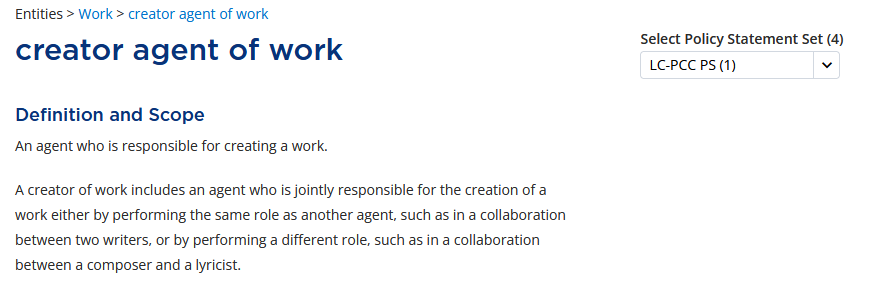 Entities > Work > creator agent of work
creator agent of work
Select Policy Statement Set (4)
LC-PCC PS (1)
Definition and Scope
An agent who is responsible for creating a work.
A creator of work includes an agent who is jointly responsible for the creation of a
work either by performing the same role as another agent, such as in a collaboration
between two writers, or by performing a different role, such as in a collaboration
between a composer and a lyricist.